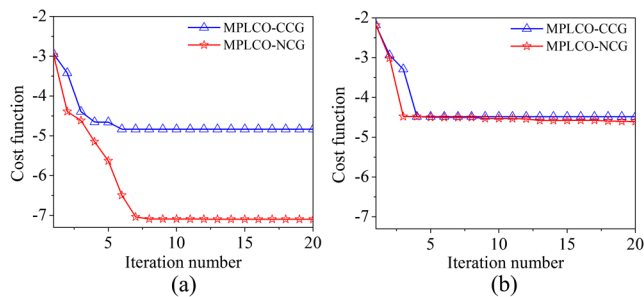 -2
-3
-4
-5
-6
-7
Cost function
MPLCO-CCG
MPLCO-NCG
5
10
15
20
Iteration number
(a)
-2
-3
-4
-5
-6
-7
Cost function
MPLCO-CCG
MPLCO-NCG
5
10
15
20
Iteration number
(b)